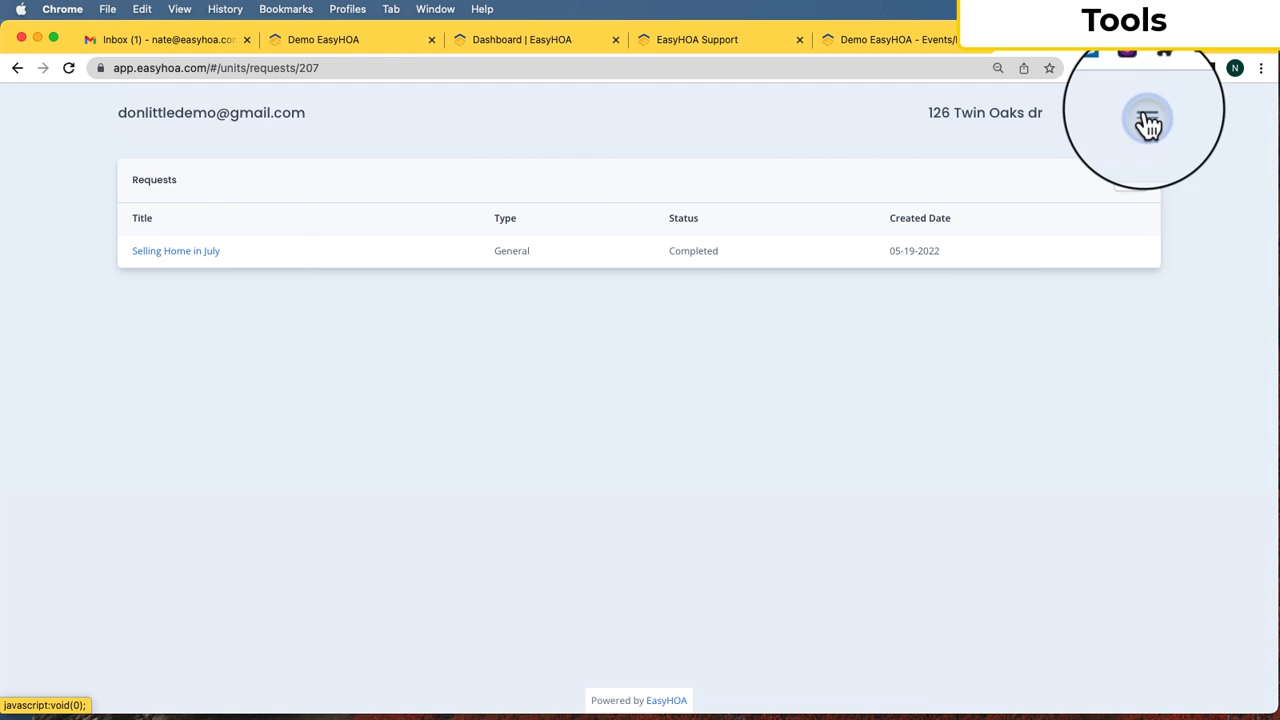 Chrome File Edit View History Bookmarks Profiles Tab Window Help
Tools
Inbox (1) - nate@easyhoa.com
Demo EasyHOA
Dashboard | EasyHOA
EasyHOA Support
Demo EasyHOA - Events/
app.easyhoa.com/#/units/requests/207
N
donlittledemo@gmail.com
126 Twin Oaks dr
Requests
Title Type Status Created Date
Selling Home in July General Completed 05-19-2022
Powered by EasyHOA
javascript:void(0);